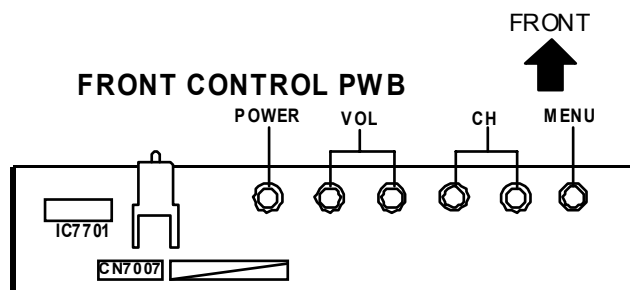 FRONT
FRONT CONTROL PWB
POWER VOL CH MENU
IC7701
CN7007